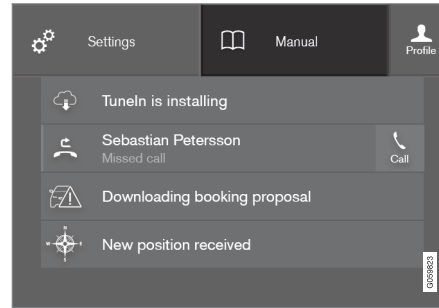 Settings
Manual
Profile
TuneIn is installing
Sebastian Petersson
Missed call
Call
Downloading booking proposal
New position received
N
W
E
S
G059823